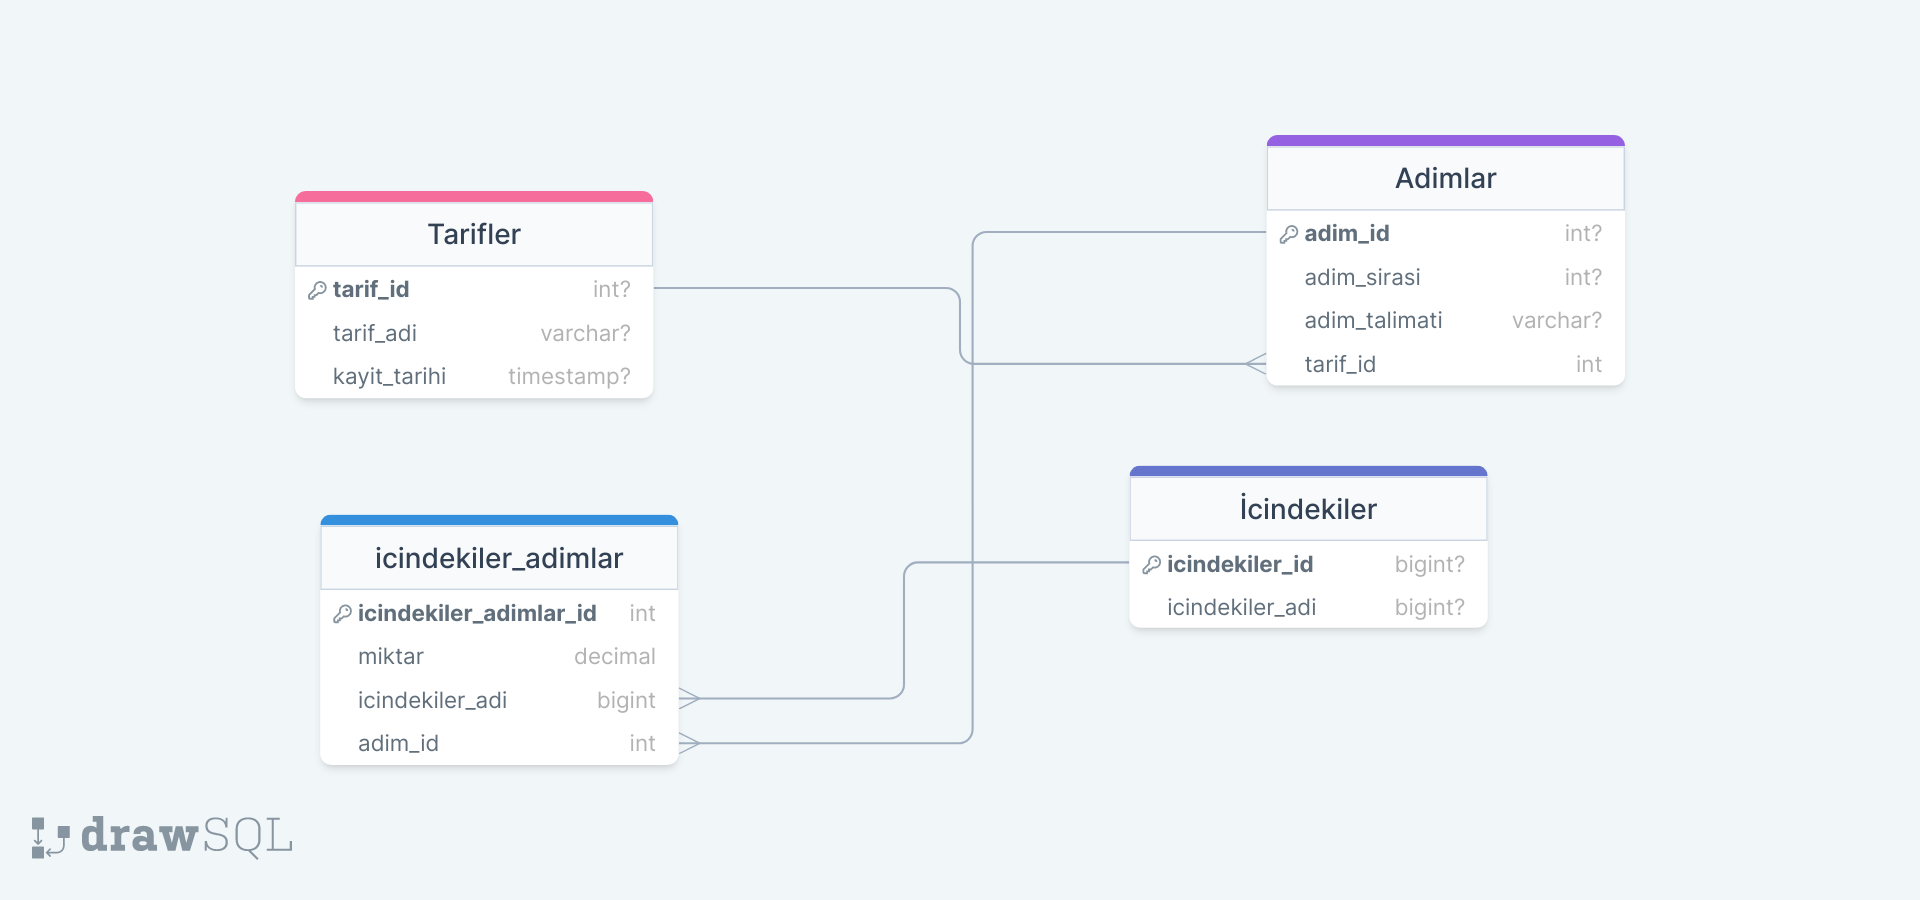 Tarifler
tarif_id int?
tarif_adi varchar?
kayit_tarihi timestamp?
Adimlar
adim_id int?
adim_sirasi int?
adim_talimati varchar?
tarif_id int
icindekiler_adimlar
icindekiler_adimlar_id int
miktar decimal
icindekiler_adi bigint
adim_id int
İcindekiler
icindekiler_id bigint?
icindekiler_adi bigint?
drawSQL